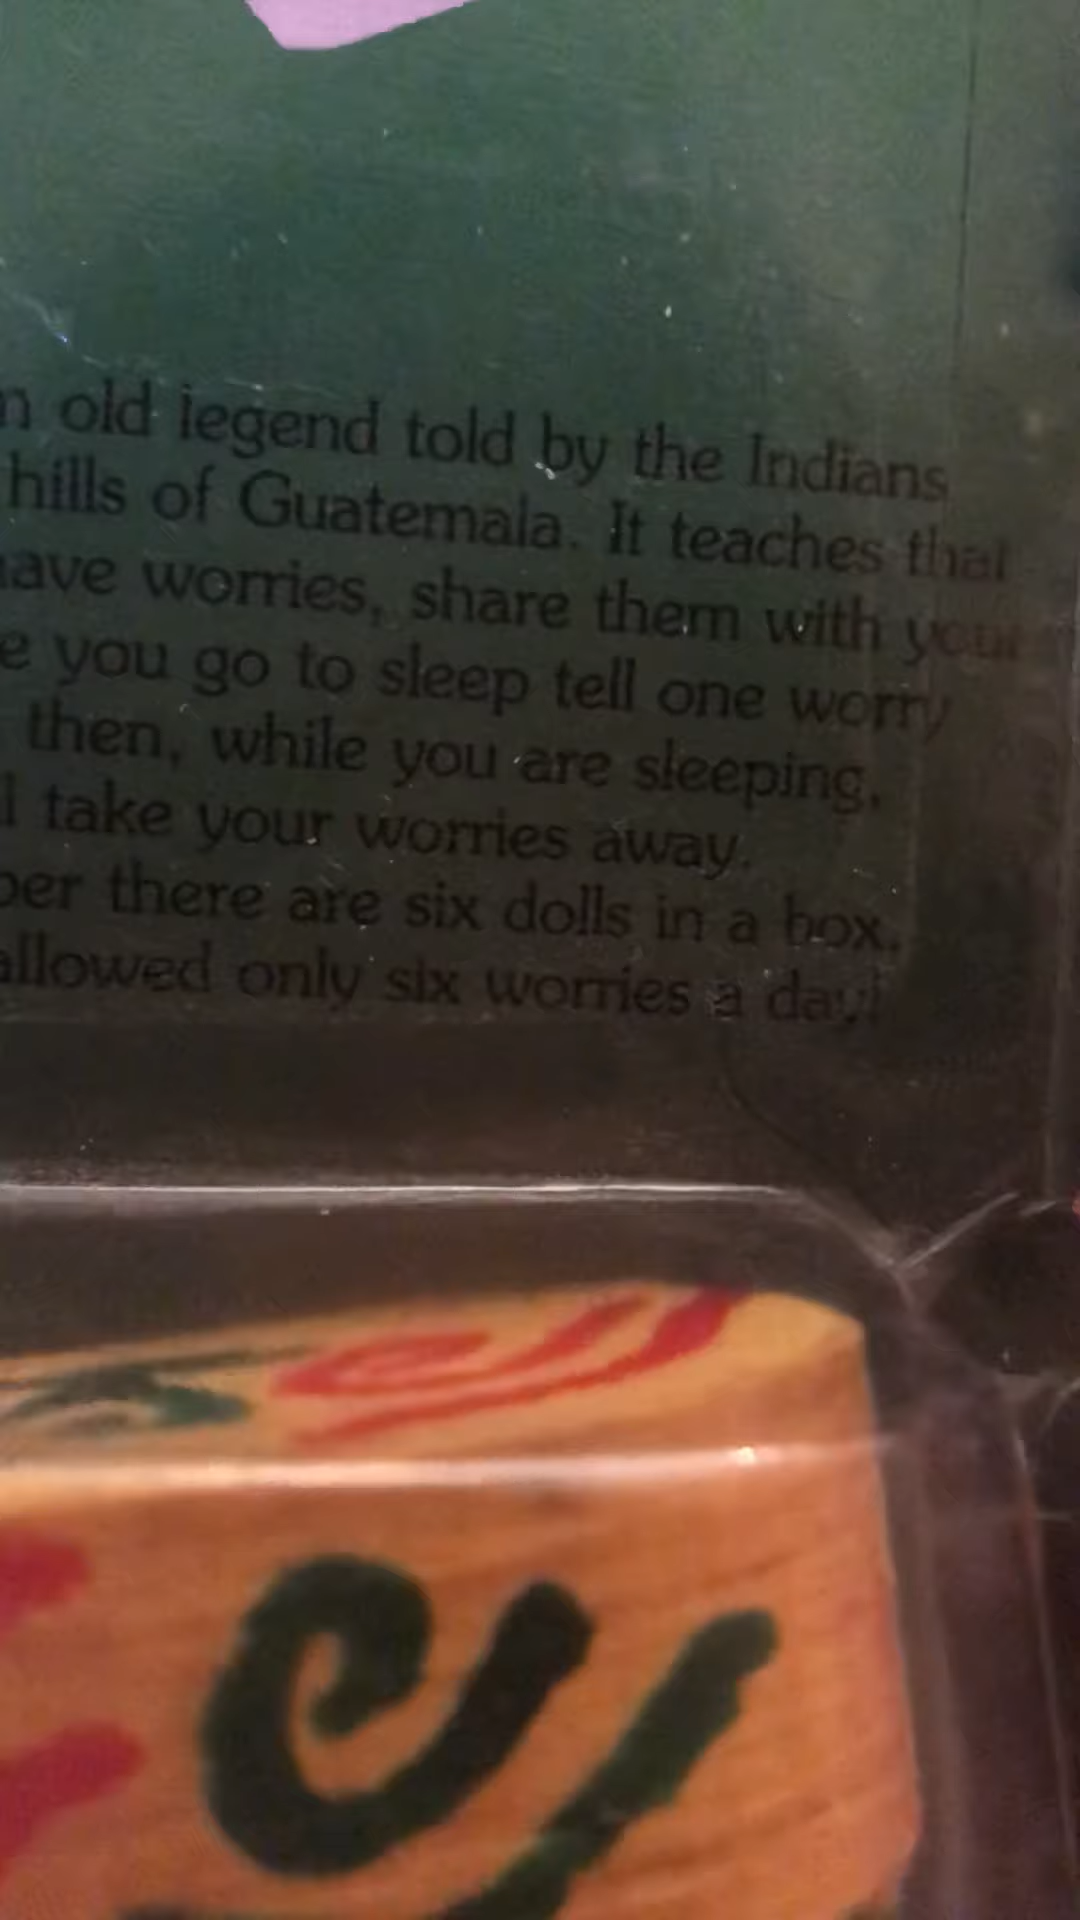 old legend told by the Indians
hills of Guatemala. It teaches that
worries, share them with your
you go to sleep tell one worry
then, while you are sleeping,
take your worries away.
there are six dolls in a box,
allowed only six worries a day!